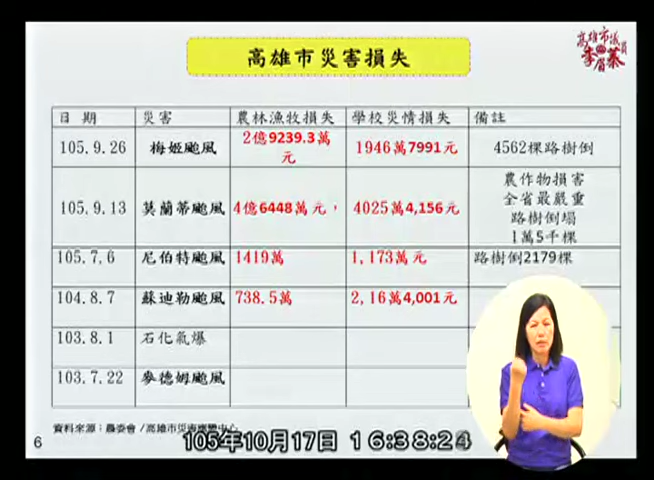 高雄市災害損失
高雄市議員
李眉蓁
日 期 災害 農林漁牧損失 學校災情損失 備註
105.9.26 梅姬颱風 2億9239.3萬元 1946萬7991元 4562棵路樹倒
105.9.13 莫蘭蒂颱風 4億6448萬元， 4025萬4,156元 農作物損害
全省最嚴重
路樹倒塌
1萬5千棵
105.7.6 尼伯特颱風 1419萬 1,173萬元 路樹倒2179棵
104.8.7 蘇迪勒颱風 738.5萬 2,16萬4,001元
103.8.1 石化氣爆
103.7.22 麥德姆颱風
資料來源：農委會/高雄市災害應變中心
6
105年10月17日 16:38:24